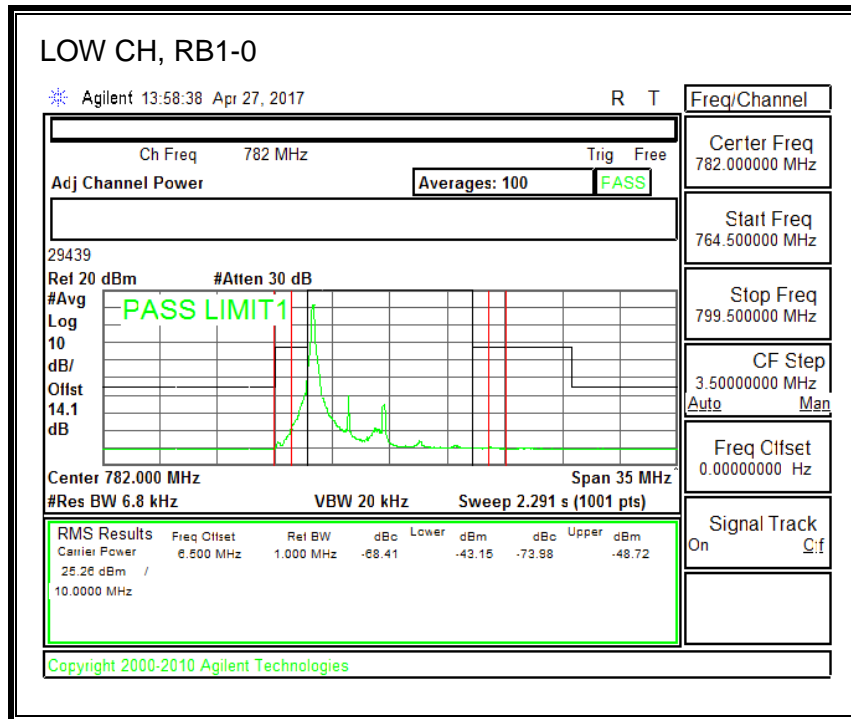 LOW CH, RB1-0
Agilent 13:58:38 Apr 27, 2017 R T
Freq/Channel
Ch Freq 782 MHz Trig Free
Adj Channel Power Averages: 100 PASS
Center Freq
782.000000 MHz
Start Freq
764.500000 MHz
29439
Ref 20 dBm #Atten 30 dB
#Avg
Log
10
dB/
Offst
14.1
dB
PASS LIMIT1
Stop Freq
799.500000 MHz
CF Step
3.50000000 MHz
Auto Man
Freq Offset
0.00000000 Hz
Center 782.000 MHz Span 35 MHz
#Res BW 6.8 kHz VBW 20 kHz Sweep 2.291 s (1001 pts)
Signal Track
On Off
RMS Results Freq Offset Ref BW dBc Lower dBm dBc Upper dBm
Carrier Power 6.500 MHz 1.000 MHz -68.41 -43.15 -73.98 -48.72
25.26 dBm /
10.0000 MHz
Copyright 2000-2010 Agilent Technologies